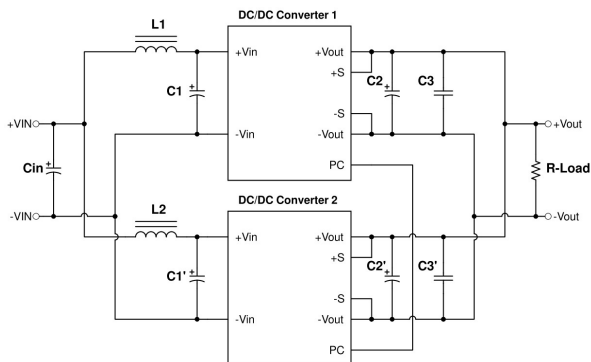 DC/DC Converter 1
L1
+Vin
+Vout
+S
C1
C2
C3
-S
-Vin
-Vout
+VIN
+Vout
PC
Cin
R-Load
DC/DC Converter 2
-VIN
-Vout
L2
+Vin
+Vout
+S
C1'
C2'
C3'
-S
-Vin
-Vout
PC
+
+
+
+
+